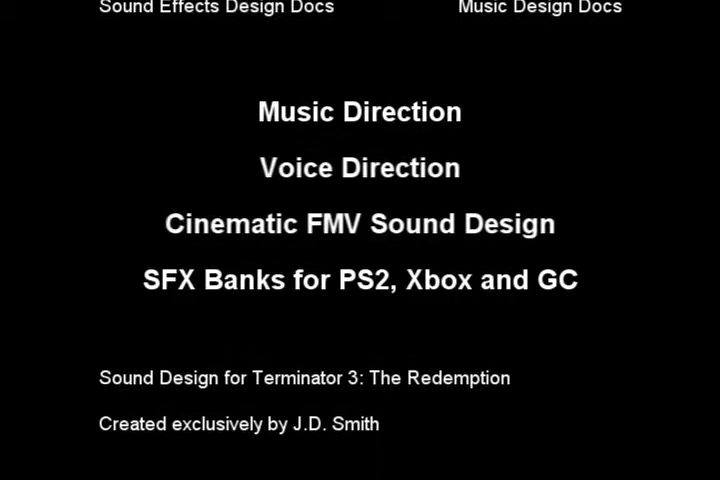 Sound Effects Design Docs Music Design Docs
Music Direction
Voice Direction
Cinematic FMV Sound Design
SFX Banks for PS2, Xbox and GC
Sound Design for Terminator 3: The Redemption
Created exclusively by J.D. Smith